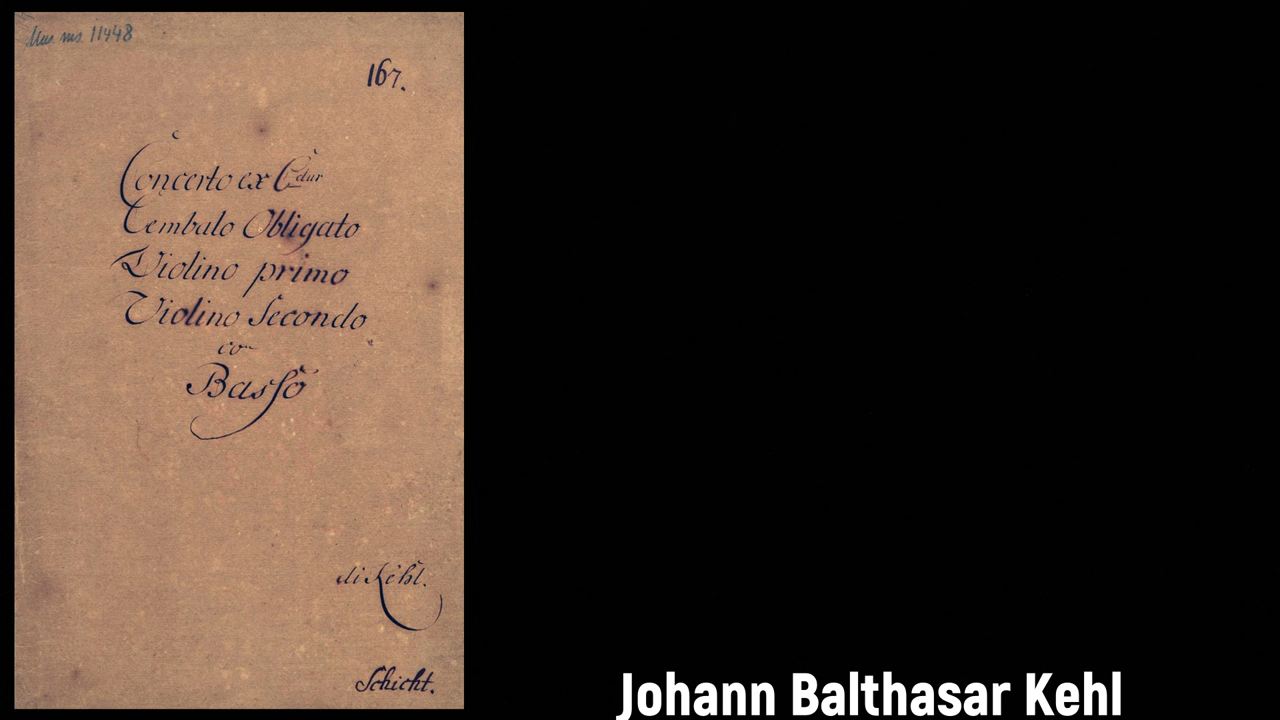 Mus ms. 11448
167.
Concerto ex C dur
Cembalo Obligato
Violino primo
Violino Secondo
con
Basso
di Kehl.
Schicht.
Johann Balthasar Kehl